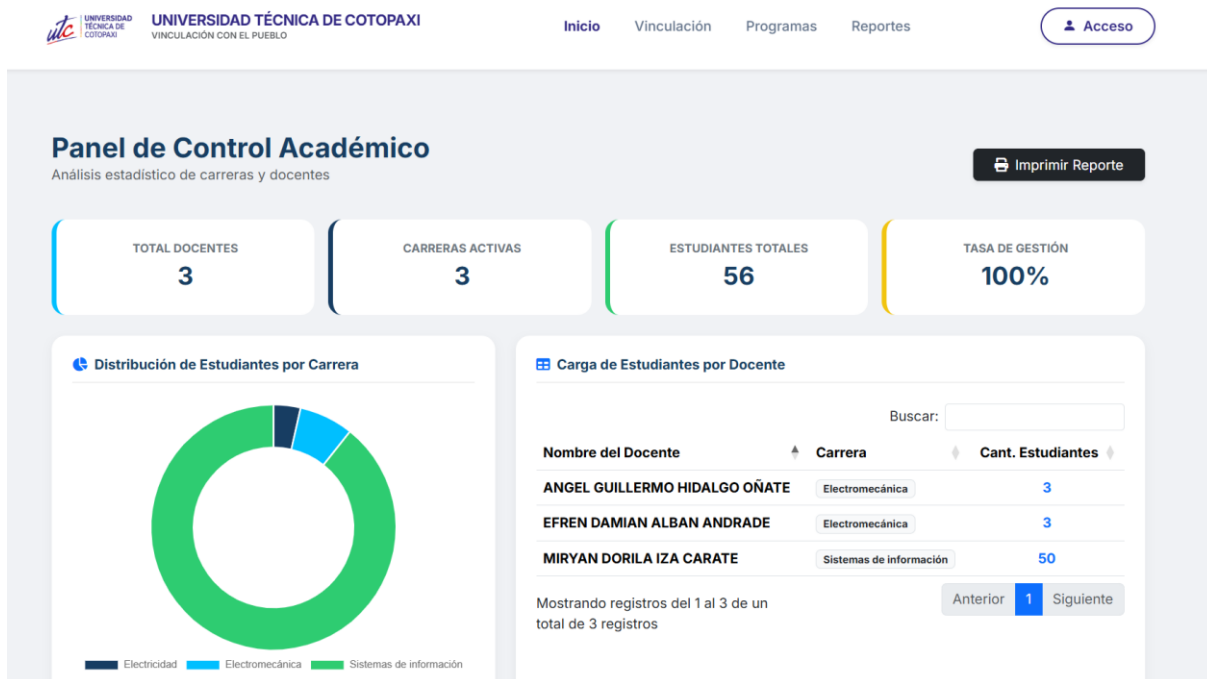 utc UNIVERSIDAD
TÉCNICA DE
COTOPAXI
UNIVERSIDAD TÉCNICA DE COTOPAXI
VINCULACIÓN CON EL PUEBLO
Inicio Vinculación Programas Reportes Acceso
Panel de Control Académico
Análisis estadístico de carreras y docentes
Imprimir Reporte
TOTAL DOCENTES
3
CARRERAS ACTIVAS
3
ESTUDIANTES TOTALES
56
TASA DE GESTIÓN
100%
Distribución de Estudiantes por Carrera
Electricidad Electromecánica Sistemas de información
Carga de Estudiantes por Docente
Buscar:
Nombre del Docente Carrera Cant. Estudiantes
ANGEL GUILLERMO HIDALGO OÑATE Electromecánica 3
EFREN DAMIAN ALBAN ANDRADE Electromecánica 3
MIRYAN DORILA IZA CARATE Sistemas de información 50
Mostrando registros del 1 al 3 de un
total de 3 registros
Anterior 1 Siguiente